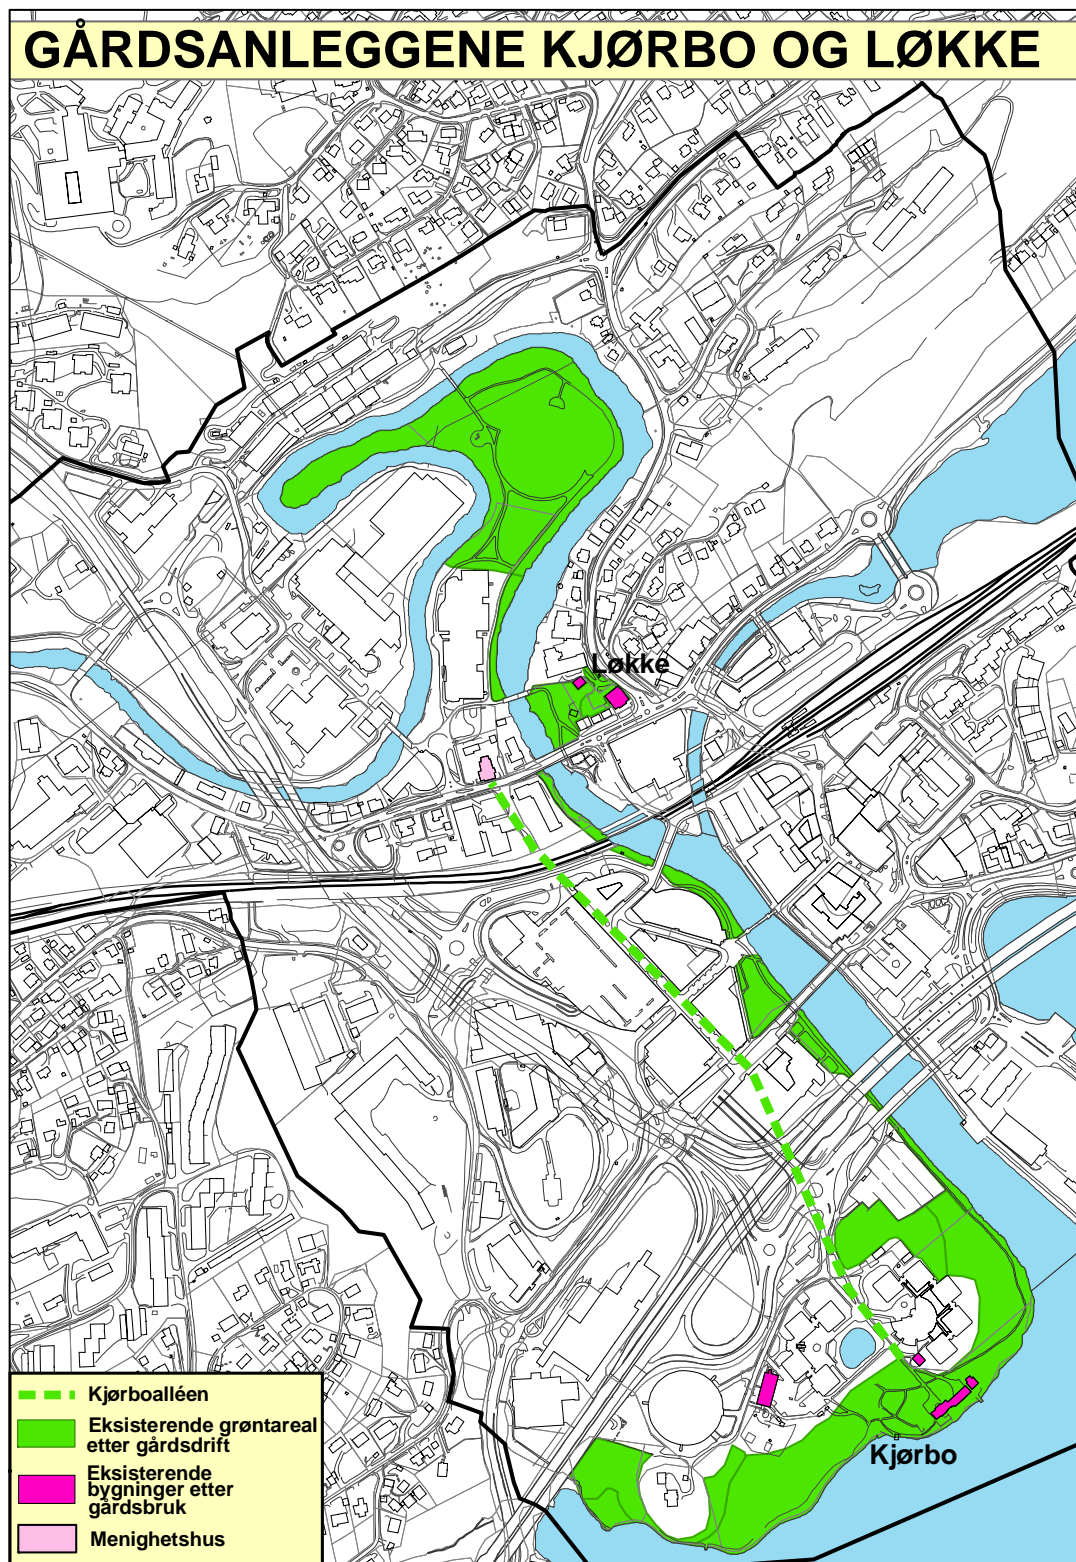 GÅRDSANLEGGENE KJØRBO OG LØKKE
Løkke
Kjørbo
Kjørboalléen
Eksisterende grøntareal
etter gårdsdrift
Eksisterende
bygninger etter
gårdsbruk
Menighetshus